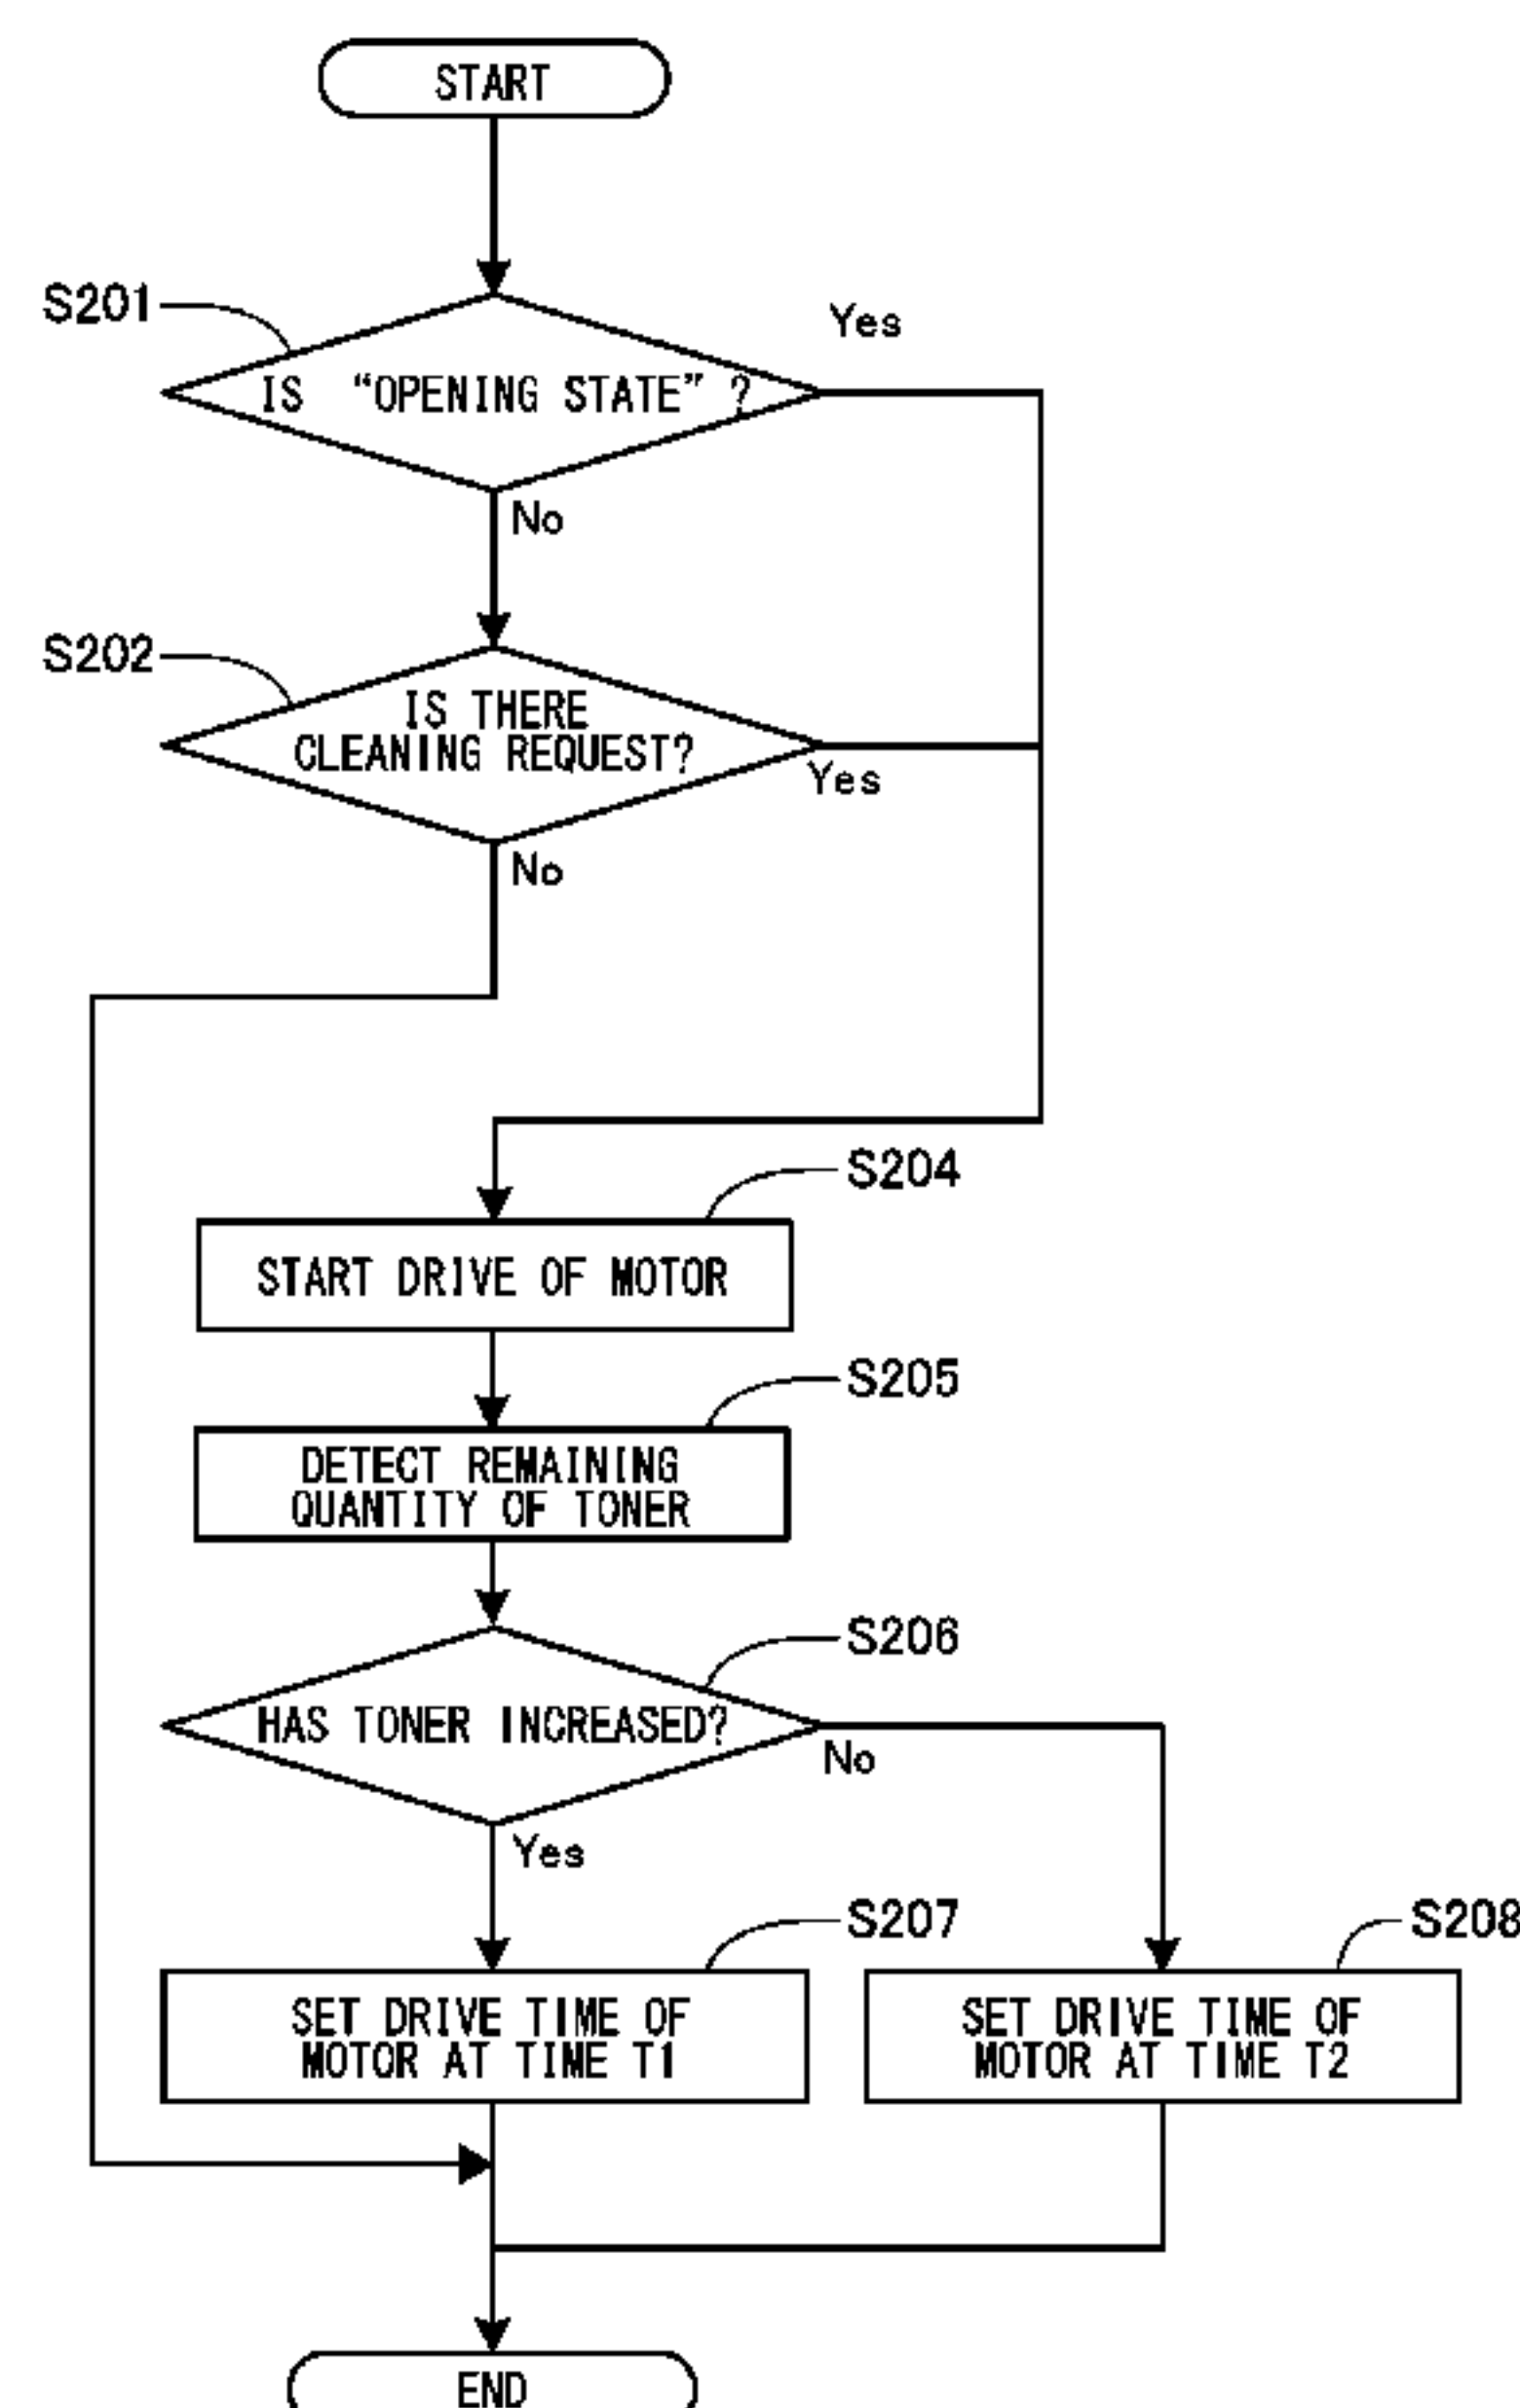 START
S201
Yes
IS “OPENING STATE” ?
No
S202
IS THERE
CLEANING REQUEST?
Yes
No
S204
START DRIVE OF MOTOR
S205
DETECT REMAINING
QUANTITY OF TONER
S206
HAS TONER INCREASED?
No
Yes
S207
S208
SET DRIVE TIME OF
MOTOR AT TIME T1
SET DRIVE TIME OF
MOTOR AT TIME T2
END